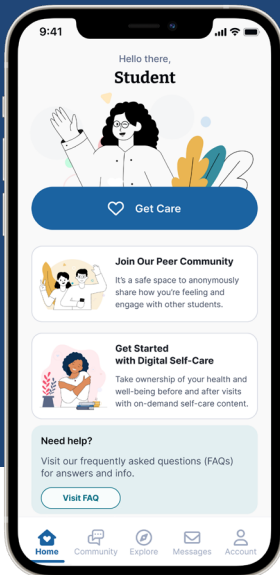 9:41
Hello there,
Student
Get Care
Join Our Peer Community
It's a safe space to anonymously
share how you're feeling and
engage with other students.
Get Started
with Digital Self-Care
Take ownership of your health and
well-being before and after visits
with on-demand self-care content.
Need help?
Visit our frequently asked questions (FAQs)
for answers and info.
Visit FAQ
Home Community Explore Messages Account